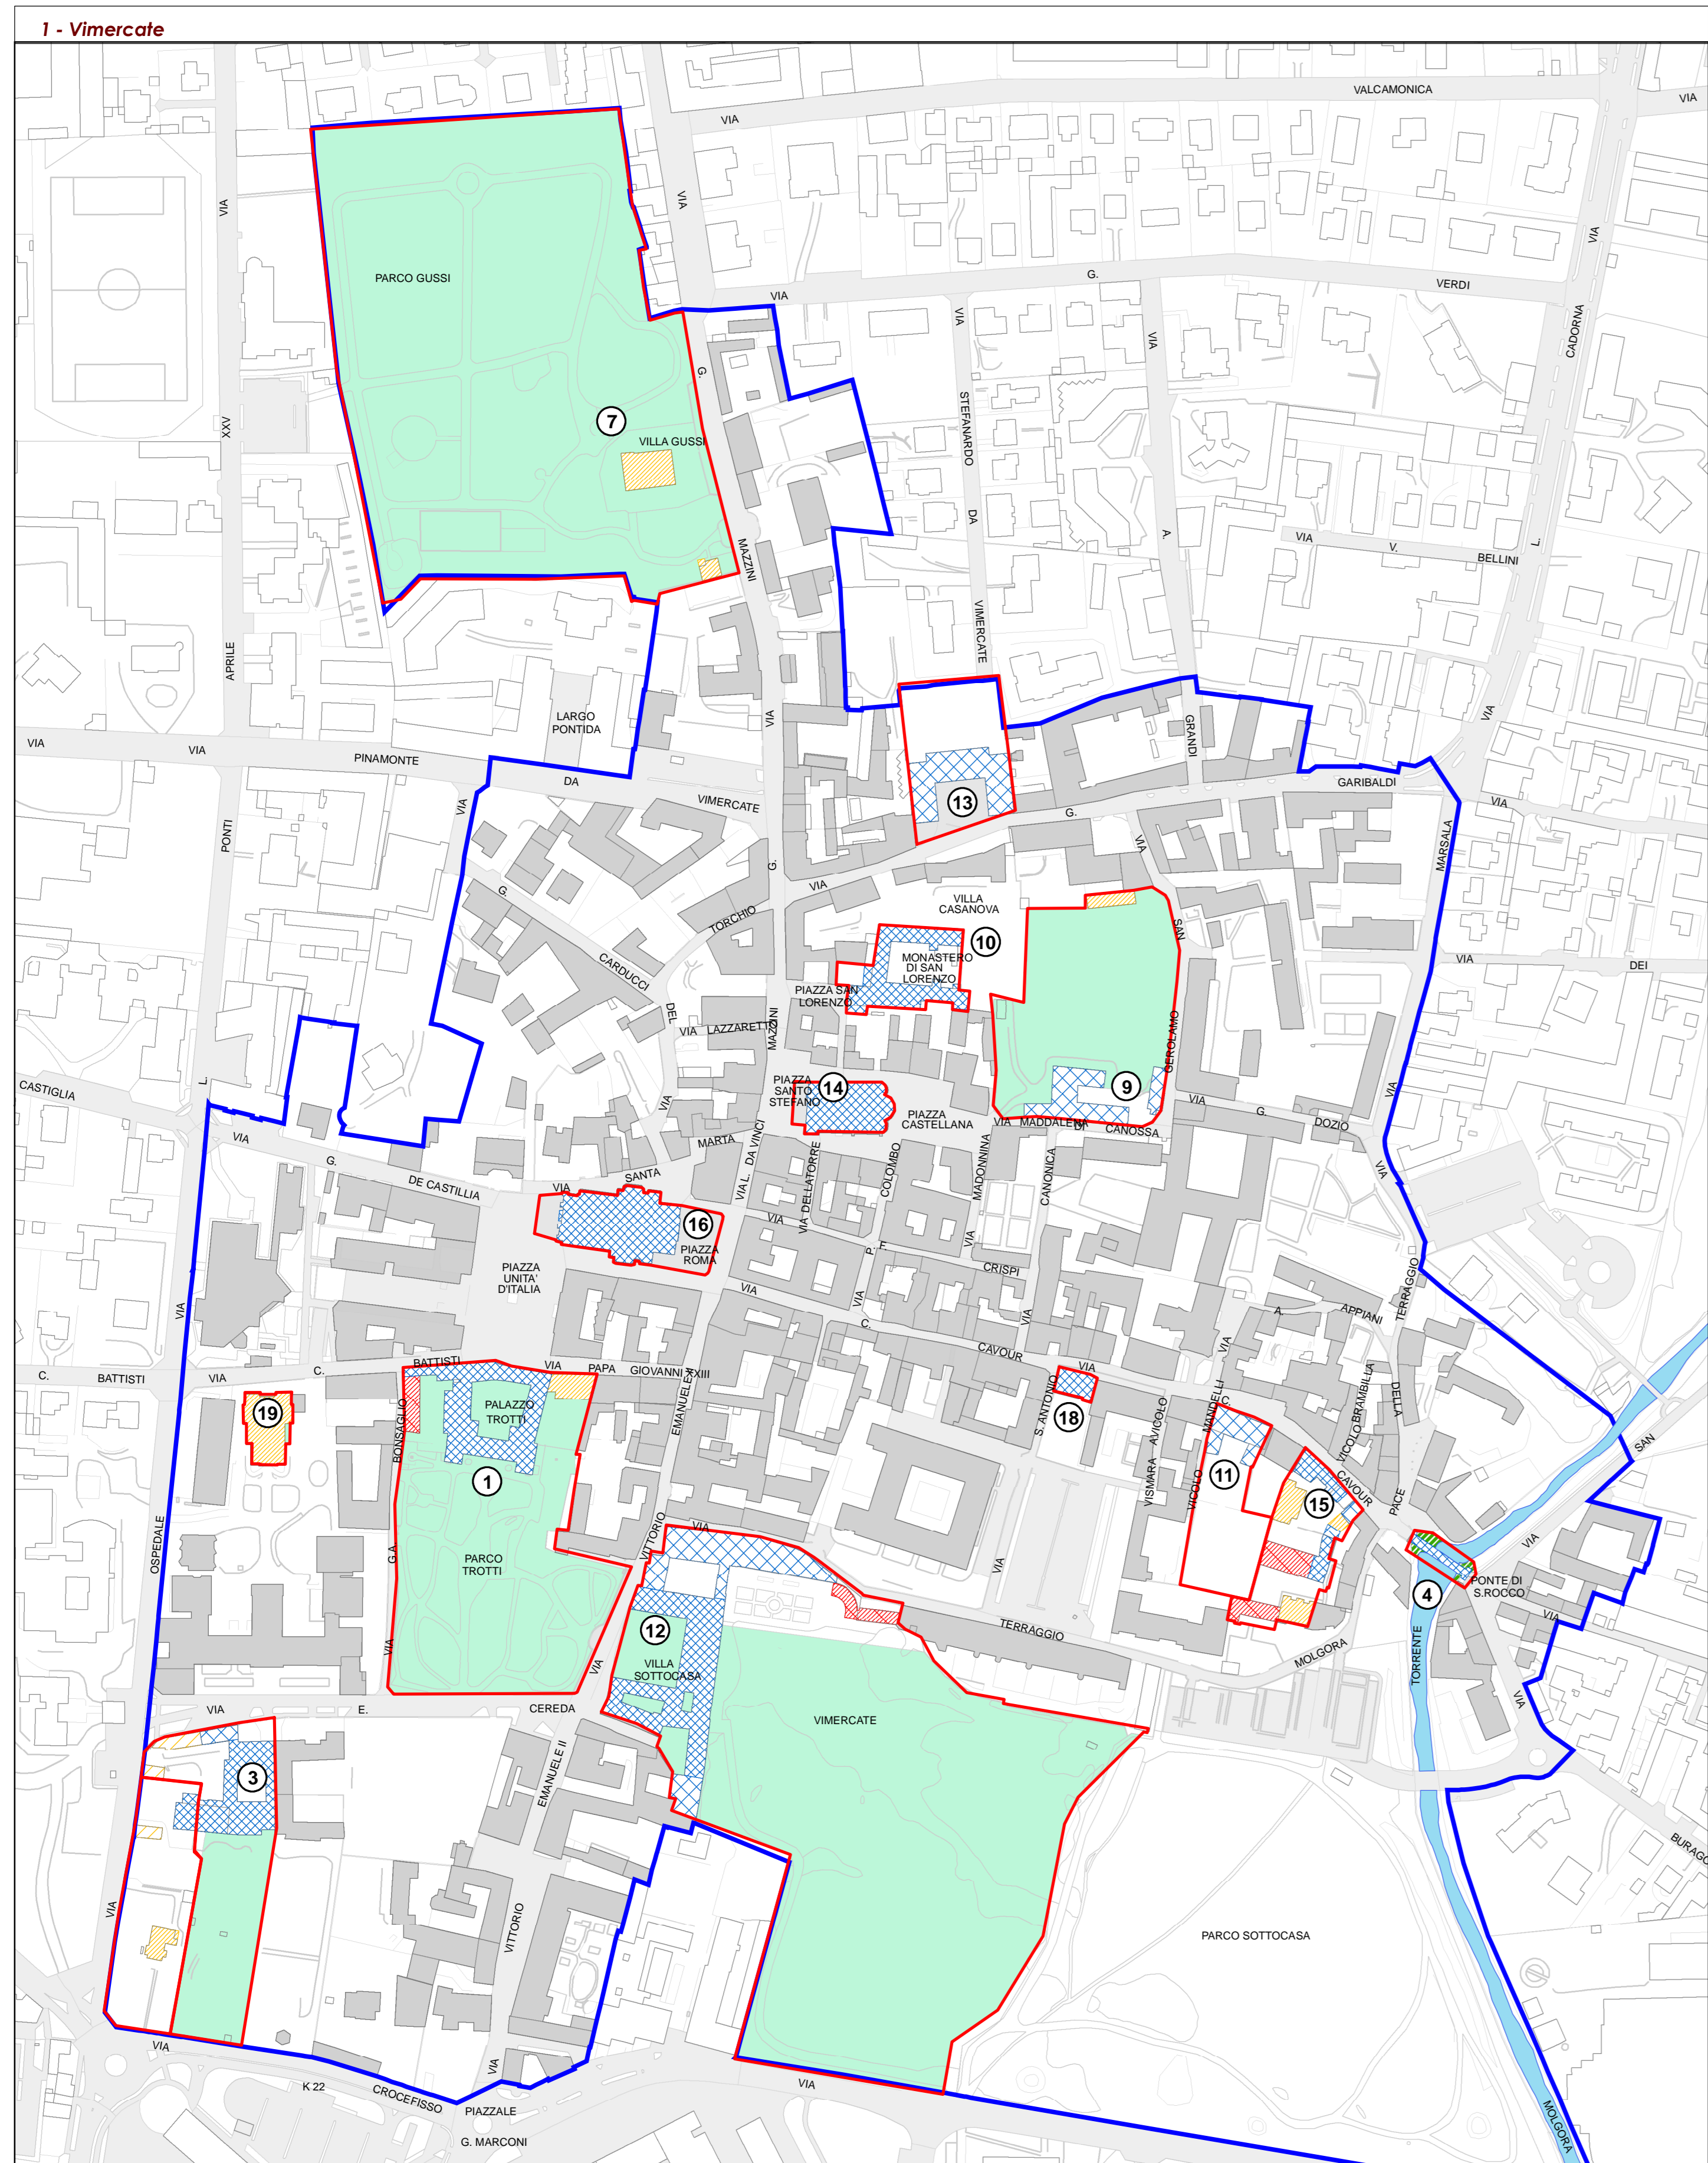 1 - Vimercate
VALCAMONICA
VIA
VIA
VIA
VIA
VIA
PARCO GUSSI
G.
VERDI
VIA
VIA
VIA
CADORNA
VIA
G.
STEFANARDO
7
VILLA GUSSI
XXV
DA
A.
VIA
V.
BELLINI
L.
MAZZINI
VIMERCATE
APRILE
LARGO
PONTIDA
VIA
GRANDI
VIA
VIA
VIA
PINAMONTE
DA
VIA
VIMERCATE
GARIBALDI
13
G.
VIA
VIA
MARSALA
PONTI
G.
VIA
G.
VILLA
CASANOVA
TORCHIO
SAN
10
CARDUCCI
MONASTERO
DI SAN
LORENZO
VIA
DEI
PIAZZA SAN
LORENZO
DEL
VIA
LAZZARETTO
MAZZINI
GEROLAMO
L.
CASTIGLIA
PIAZZA
SANTO
STEFANO
14
9
VIA
VIA
VIA
G.
DOZIO
PIAZZA
CASTELLANA
VIA
MADDALENA
DI
CANOSSA
VIA
G.
MARTA
VIA L.
DA VINCI
VIA DELLATORRE
COLOMBO
MADONNINA
CANONICA
VIA
DE CASTILLIA
SANTA
VIA
16
PIAZZA
ROMA
VIA
P.
F.
VIA
CRISPI
PIAZZA
UNITA'
D'ITALIA
VIA
VIA
VIA
VIA
C.
CAVOUR
VIA
A.
APPIANI
TERRAGGIO
VIA
C.
BATTISTI
VIA
C.
BATTISTI
VIA
PAPA
GIOVANNI XXIII
EMANUELE II
VIA
S. ANTONIO
18
AVICOLO
VISMARA
MANDELLI
C.
VICOLO
VICOLO BRAMBILLA
DELLA
19
PALAZZO
TROTTI
BONSAGLIO
1
11
15
CAVOUR
PACE
SAN
VIA
OSPEDALE
G.A.
PARCO
TROTTI
VITTORIO
VIA
VIA
4
PONTE DI
S.ROCCO
VIA
12
VILLA
SOTTOCASA
TERRAGGIO
MOLGORA
TORRENTE
VIA
VIA
VIA
VIA
E.
CEREDA
VIMERCATE
3
EMANUELE II
BURAGO
VIA
VITTORIO
PARCO SOTTOCASA
VIA
K 22
CROCEFISSO
VIA
PIAZZALE
G. MARCONI
VIA
MOLGORA